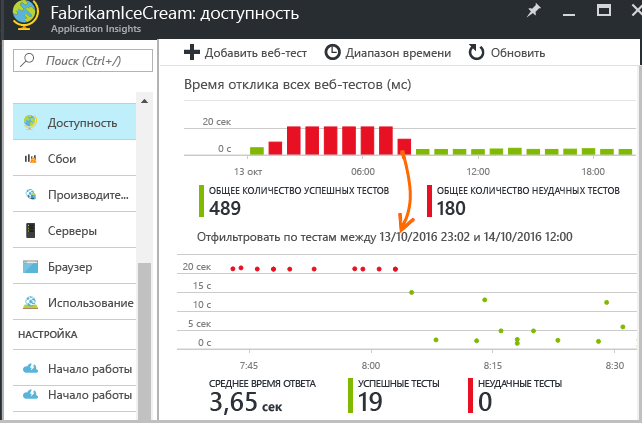 FabrikamIceCream: доступность
Application Insights
Поиск (Ctrl+/)
Доступность
Сбои
Производите...
Серверы
Браузер
Использование
НАСТРОЙКА
Начало работы
Начало работы
Добавить веб-тест Диапазон времени Обновить
Время отклика всех веб-тестов (мс)
20 сек
0 с
13 окт 06:00 12:00 18:00
ОБЩЕЕ КОЛИЧЕСТВО УСПЕШНЫХ ТЕСТОВ ОБЩЕЕ КОЛИЧЕСТВО НЕУДАЧНЫХ ТЕСТОВ
489 180
Отфильтровать по тестам между 13/10/2016 23:02 и 14/10/2016 12:00
20 сек
15 с
10 с
5 сек
0 с
7:45 8:00 8:15 8:30
СРЕДНЕЕ ВРЕМЯ ОТВЕТА УСПЕШНЫЕ ТЕСТЫ НЕУДАЧНЫЕ ТЕСТЫ
3,65 сек 19 0